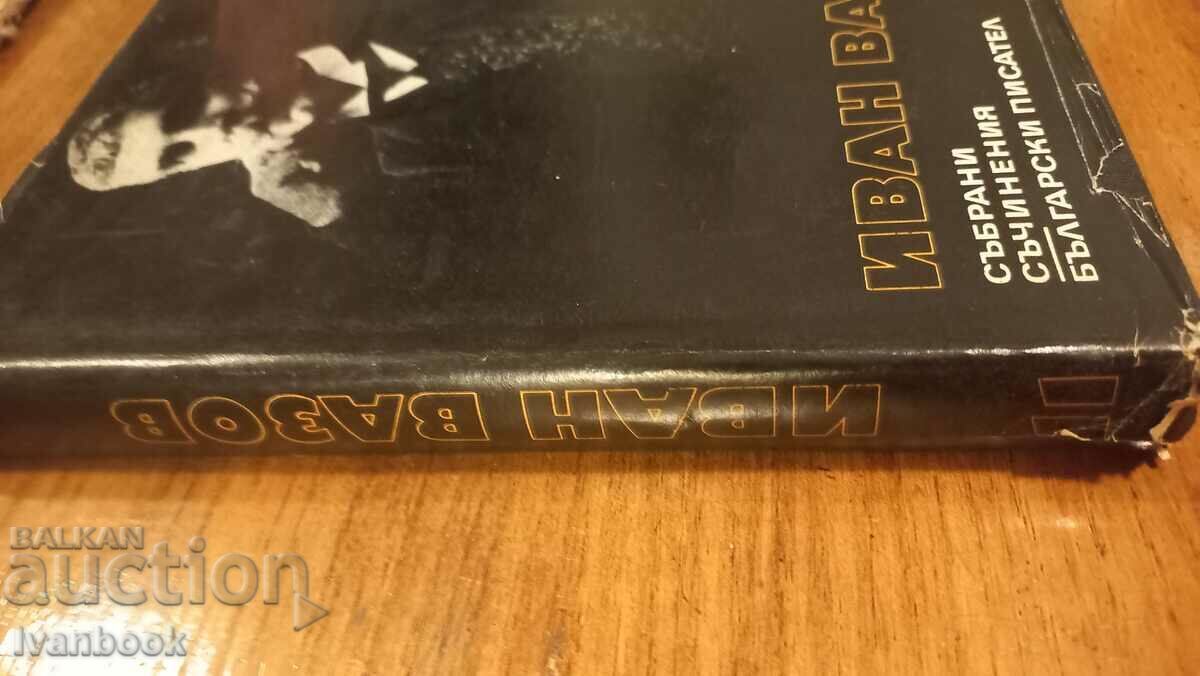 ИВАН ВА
СЪБРАНИ
СЪЧИНЕНИЯ
БЪЛГАРСКИ ПИСАТЕЛ
ИВАН ВАЗОВ
BALKAN
auction
Ivanbook